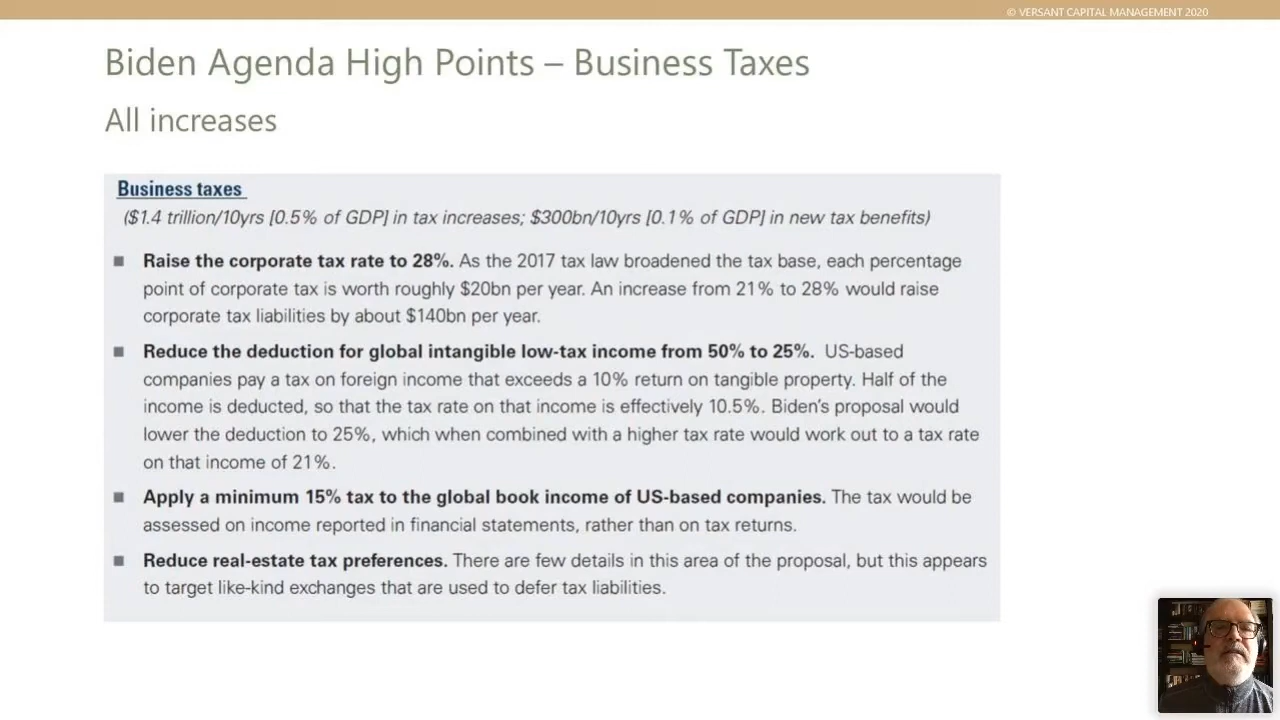 © VERSANT CAPITAL MANAGEMENT 2020
Biden Agenda High Points – Business Taxes
All increases
Business taxes
($1.4 trillion/10yrs [0.5% of GDP] in tax increases; $300bn/10yrs [0.1% of GDP] in new tax benefits)
■ Raise the corporate tax rate to 28%. As the 2017 tax law broadened the tax base, each percentage
point of corporate tax is worth roughly $20bn per year. An increase from 21% to 28% would raise
corporate tax liabilities by about $140bn per year.
■ Reduce the deduction for global intangible low-tax income from 50% to 25%. US-based
companies pay a tax on foreign income that exceeds a 10% return on tangible property. Half of the
income is deducted, so that the tax rate on that income is effectively 10.5%. Biden's proposal would
lower the deduction to 25%, which when combined with a higher tax rate would work out to a tax rate
on that income of 21%.
■ Apply a minimum 15% tax to the global book income of US-based companies. The tax would be
assessed on income reported in financial statements, rather than on tax returns.
■ Reduce real-estate tax preferences. There are few details in this area of the proposal, but this appears
to target like-kind exchanges that are used to defer tax liabilities.